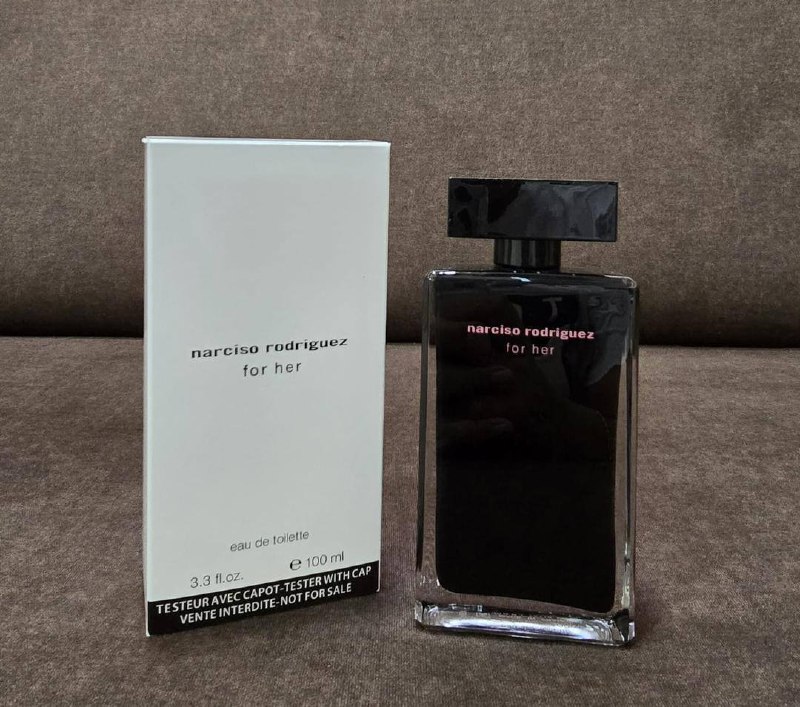 narciso rodriguez
for her
eau de toilette
3.3 fl.oz. e 100 ml
TESTEUR AVEC CAPOT-TESTER WITH CAP
VENTE INTERDITE-NOT FOR SALE
narciso rodriguez
for her